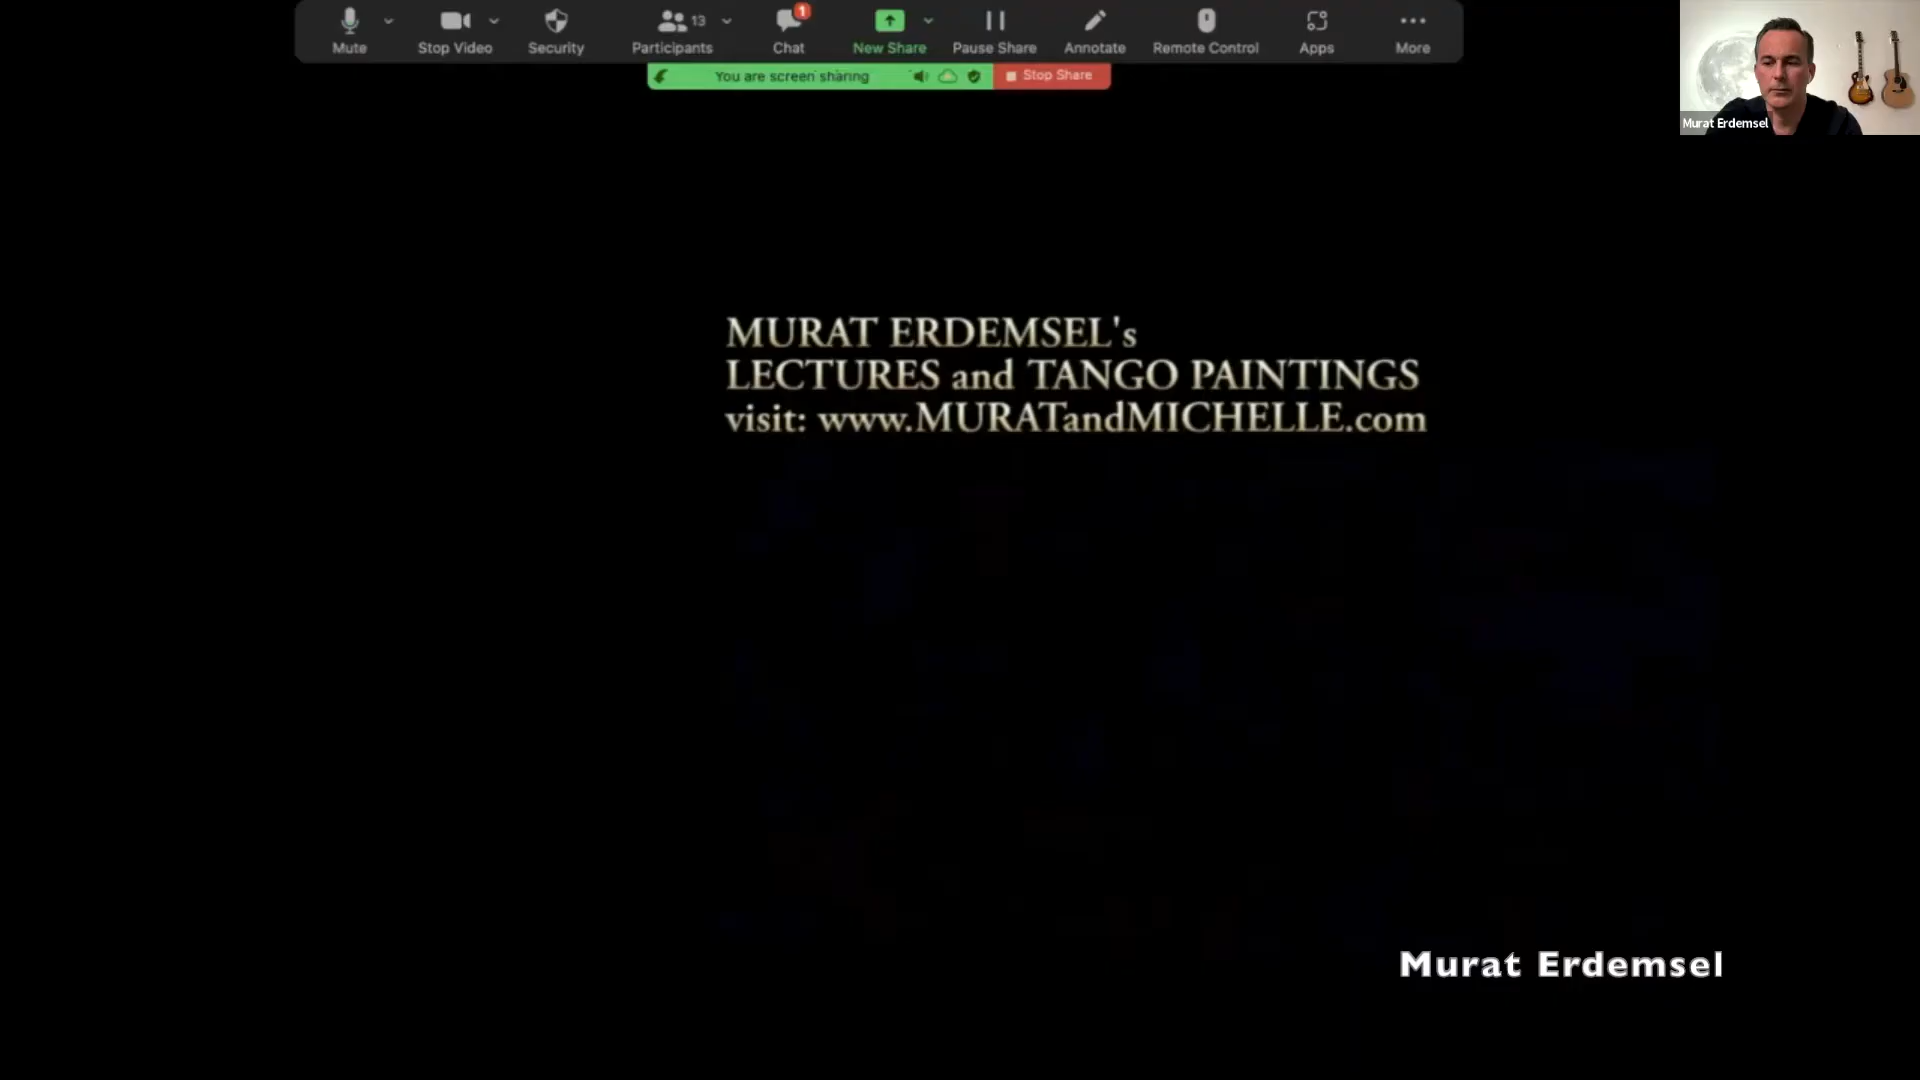 Mute
Stop Video
Security
Participants 13
Chat 1
New Share
Pause Share
Annotate
Remote Control
Apps
More
You are screen sharing
Stop Share
Murat Erdemsel
MURAT ERDEMSEL's
LECTURES and TANGO PAINTINGS
visit: www.MURATandMICHELLE.com
Murat Erdemsel